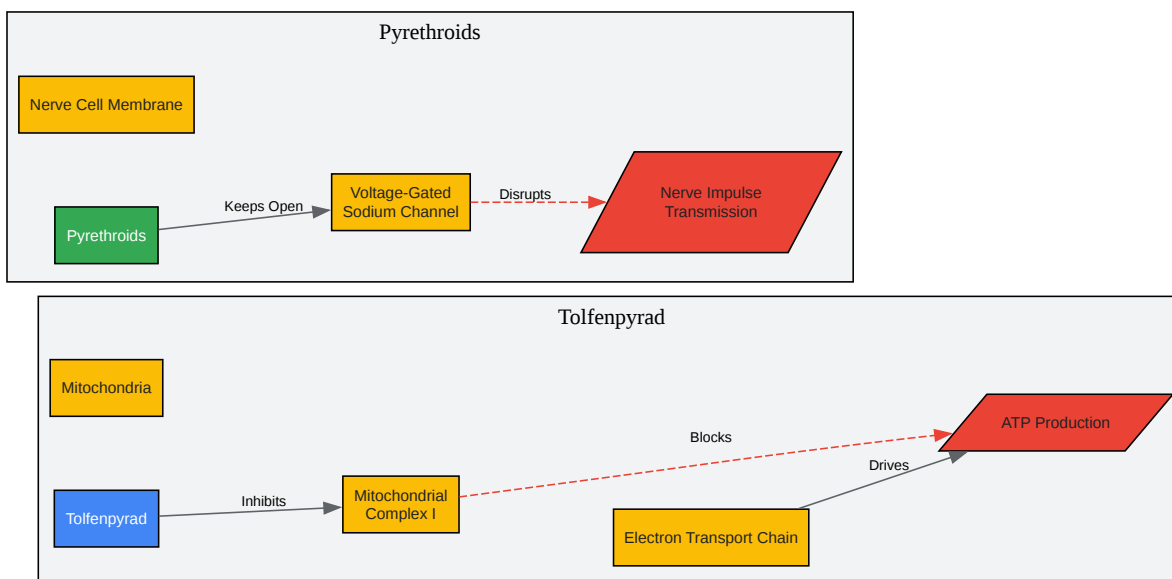 Pyrethroids
Nerve Cell Membrane
Pyrethroids
Keeps Open
Voltage-Gated
Sodium Channel
Disrupts
Nerve Impulse
Transmission
Tolfenpyrad
Mitochondria
Tolfenpyrad
Inhibits
Mitochondrial
Complex I
Blocks
Drives
Electron Transport Chain
ATP Production